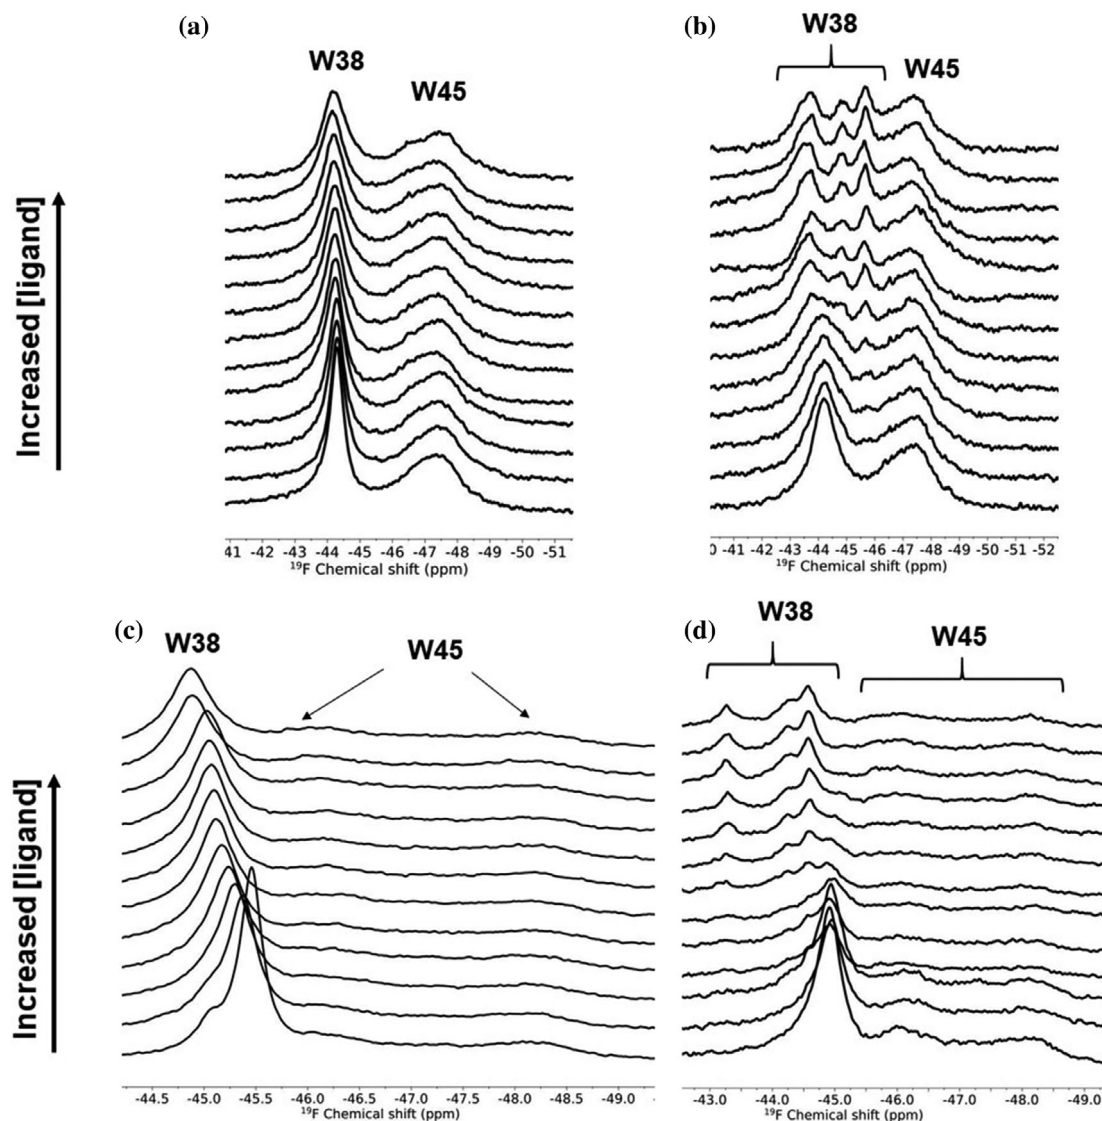 (a)
W38
W45
Increased [ligand]
41 -42 -43 -44 -45 -46 -47 -48 -49 -50 -51
19F Chemical shift (ppm)
(b)
W38
W45
0 -41 -42 -43 -44 -45 -46 -47 -48 -49 -50 -51 -52
19F Chemical shift (ppm)
(c)
W38
W45
Increased [ligand]
-44.5 -45.0 -45.5 -46.0 -46.5 -47.0 -47.5 -48.0 -48.5 -49.0
19F Chemical shift (ppm)
(d)
W38
W45
-43.0 -44.0 -45.0 -46.0 -47.0 -48.0 -49.0
19F Chemical shift (ppm)